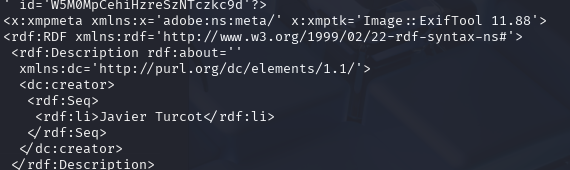 ' id='W5M0MpCehiHzreSzNTczkc9d'?>
<x:xmpmeta xmlns:x='adobe:ns:meta/' x:xmptk='Image::ExifTool 11.88'>
<rdf:RDF xmlns:rdf='http://www.w3.org/1999/02/22-rdf-syntax-ns#'>
 <rdf:Description rdf:about=''
  xmlns:dc='http://purl.org/dc/elements/1.1/'>
  <dc:creator>
   <rdf:Seq>
    <rdf:li>Javier Turcot</rdf:li>
   </rdf:Seq>
  </dc:creator>
 </rdf:Description>